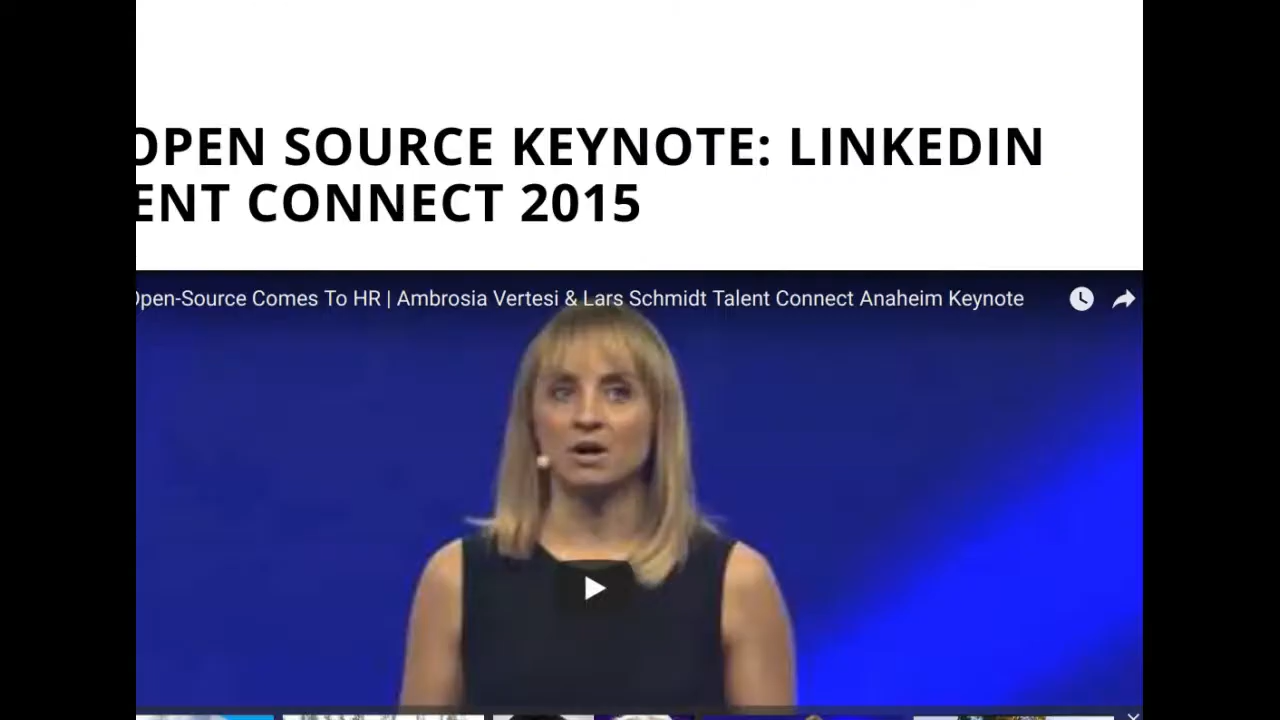 OPEN SOURCE KEYNOTE: LINKEDIN
ENT CONNECT 2015
Open-Source Comes To HR | Ambrosia Vertesi & Lars Schmidt Talent Connect Anaheim Keynote